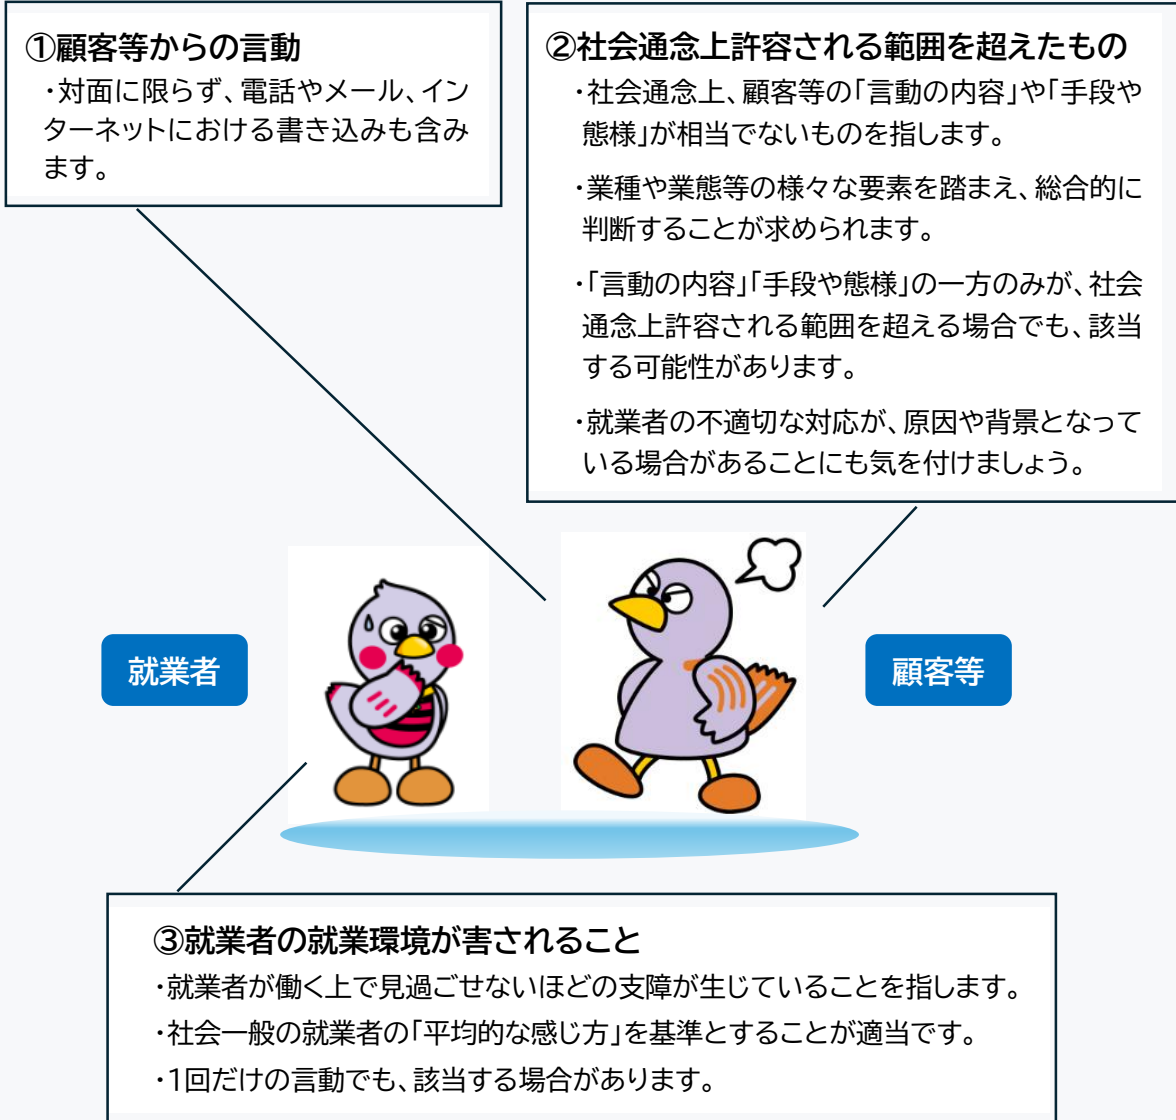 ①顧客等からの言動
・対面に限らず、電話やメール、イン
ターネットにおける書き込みも含み
ます。
②社会通念上許容される範囲を超えたもの
・社会通念上、顧客等の「言動の内容」や「手段や
態様」が相当でないものを指します。
・業種や業態等の様々な要素を踏まえ、総合的に
判断することが求められます。
・「言動の内容」「手段や態様」の一方のみが、社会
通念上許容される範囲を超える場合でも、該当
する可能性があります。
・就業者の不適切な対応が、原因や背景となって
いる場合があることにも気を付けましょう。
就業者
顧客等
③就業者の就業環境が害されること
・就業者が働く上で見過ごせないほどの支障が生じていることを指します。
・社会一般の就業者の「平均的な感じ方」を基準とすることが適当です。
・1回だけの言動でも、該当する場合があります。